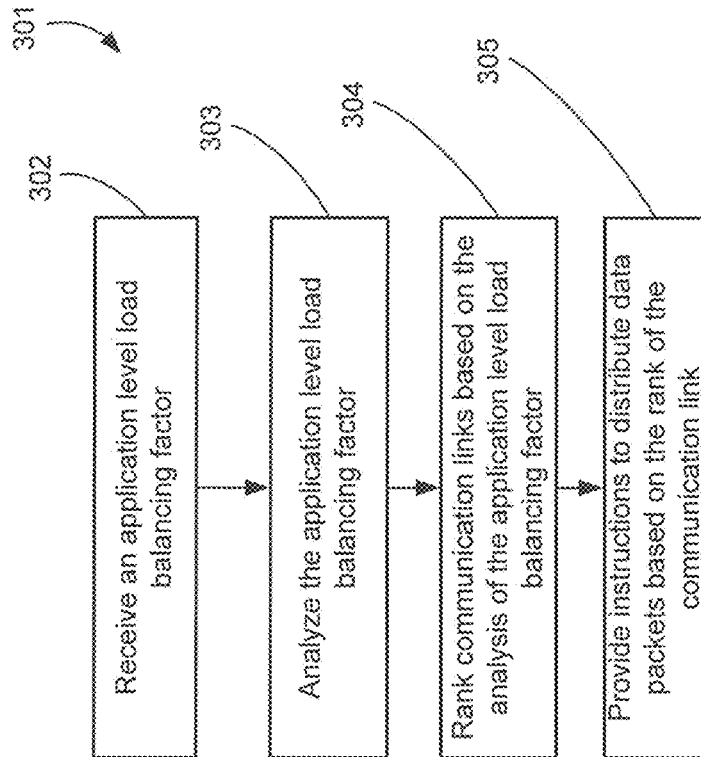 301
302
Receive an application level load
balancing factor
303
Analyze the application level load
balancing factor
304
Rank communication links based on the
analysis of the application level load
balancing factor
305
Provide instructions to distribute data
packets based on the rank of the
communication link